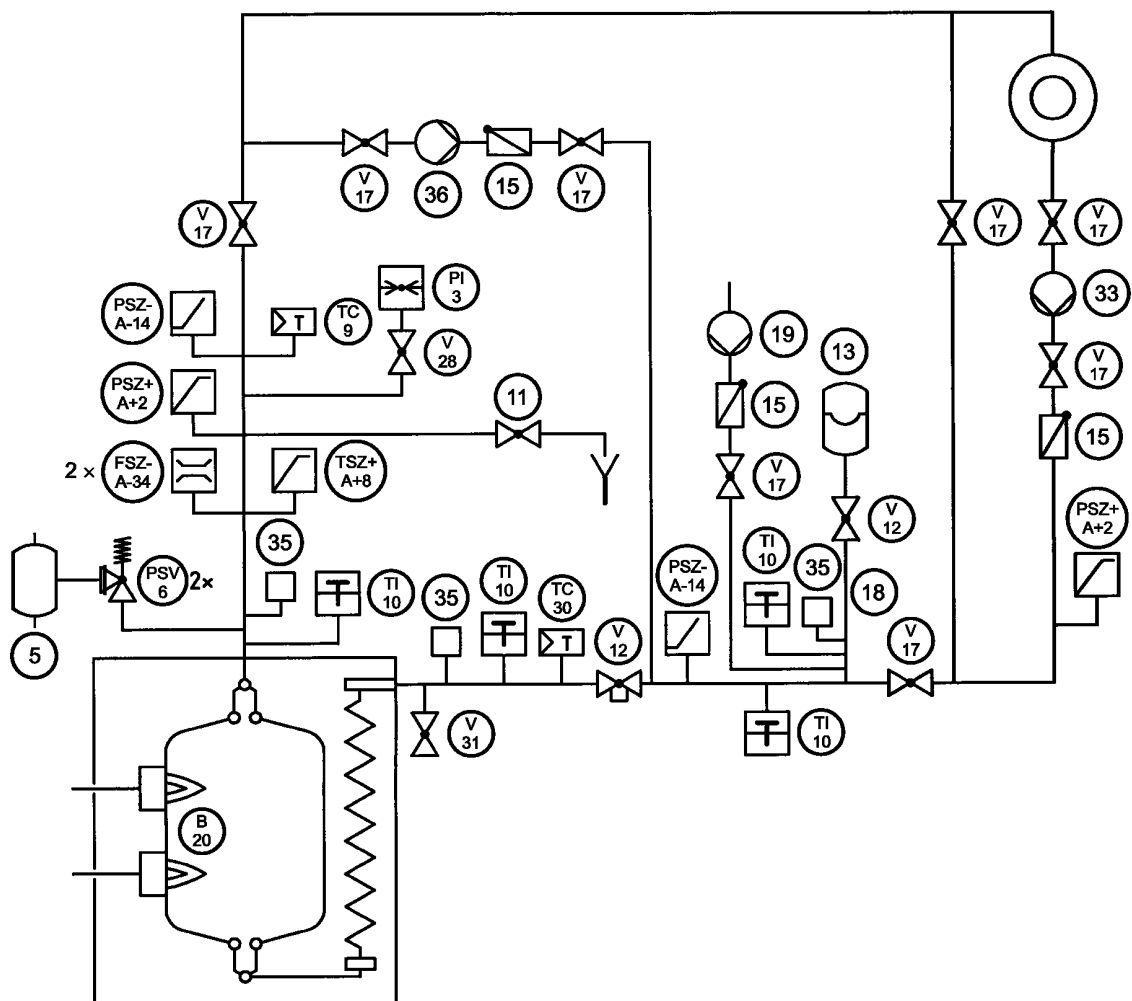 V
17
36
15
V
17
V
17
V
17
V
17
PSZ-
A-14
TC
9
PI
3
V
28
19
13
33
PSZ+
A+2
11
15
V
17
15
2 × FSZ-
A-34
TSZ+
A+8
V
17
V
12
PSZ+
A+2
35
PSV
6
2×
TI
10
35
TI
10
TC
30
V
12
PSZ-
A-14
TI
10
35
18
V
17
5
V
31
TI
10
B
20
T
T
T
T
T
T